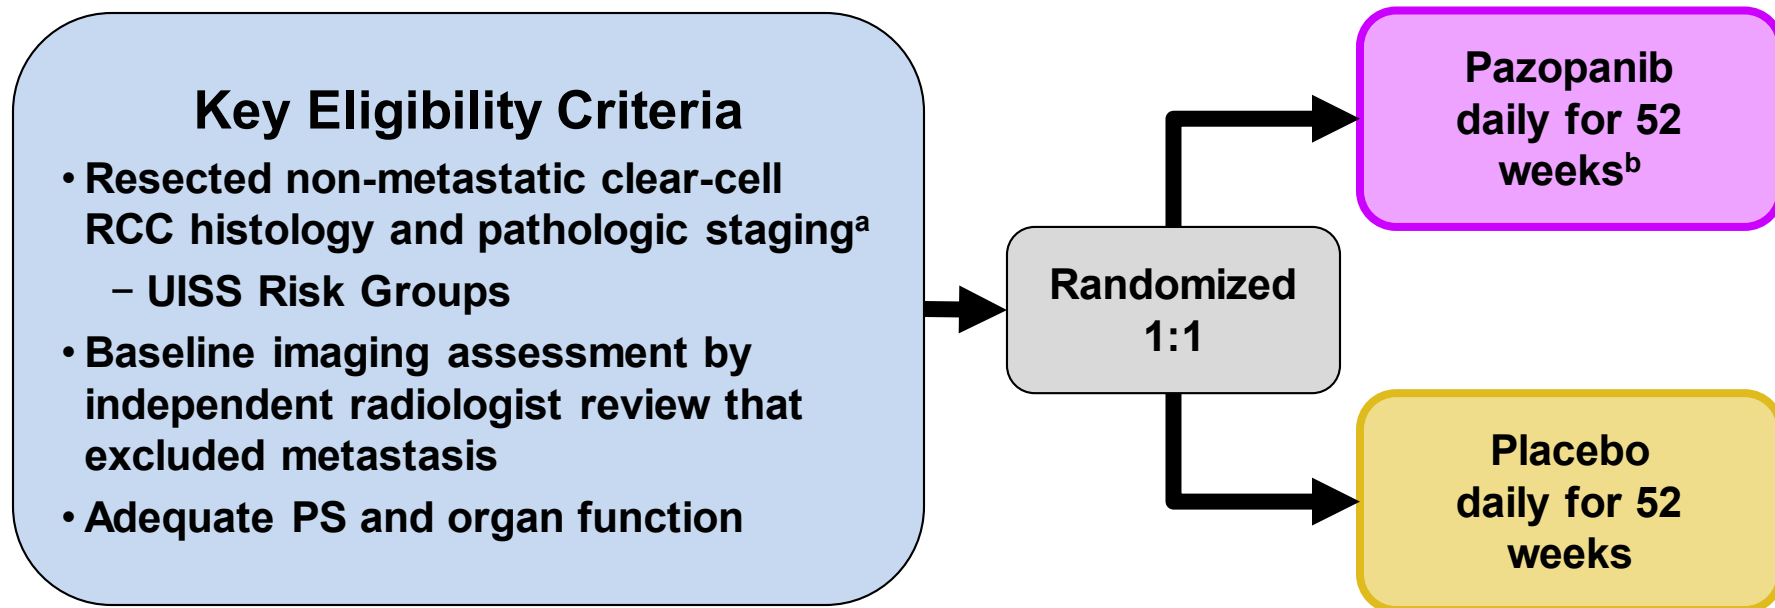 Key Eligibility Criteria
• Resected non-metastatic clear-cell
RCC histology and pathologic stagingᵃ
– UISS Risk Groups
• Baseline imaging assessment by
independent radiologist review that
excluded metastasis
• Adequate PS and organ function
Randomized
1:1
Pazopanib
daily for 52
weeksᵇ
Placebo
daily for 52
weeks